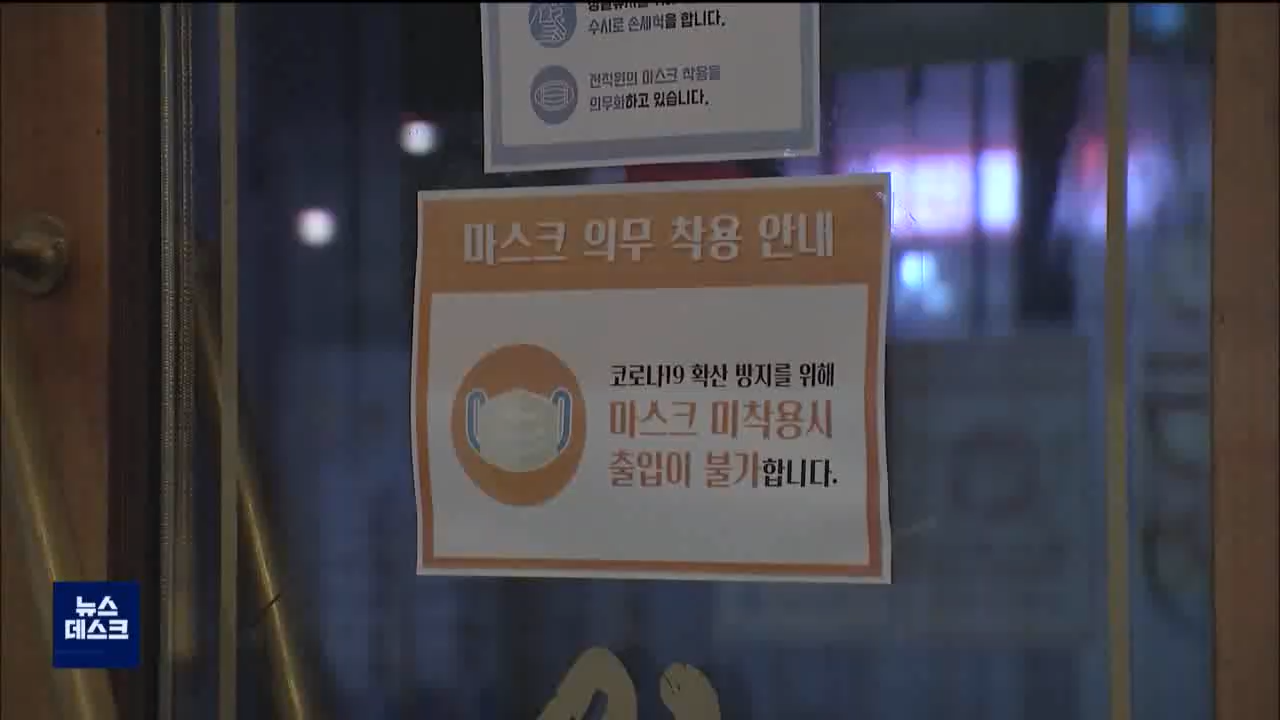 수시로 손세척을 합니다.
전직원의 마스크 착용을
의무화하고 있습니다.
마스크 의무 착용 안내
코로나19 확산 방지를 위해
마스크 미착용시
출입이 불가합니다.
뉴스
데스크